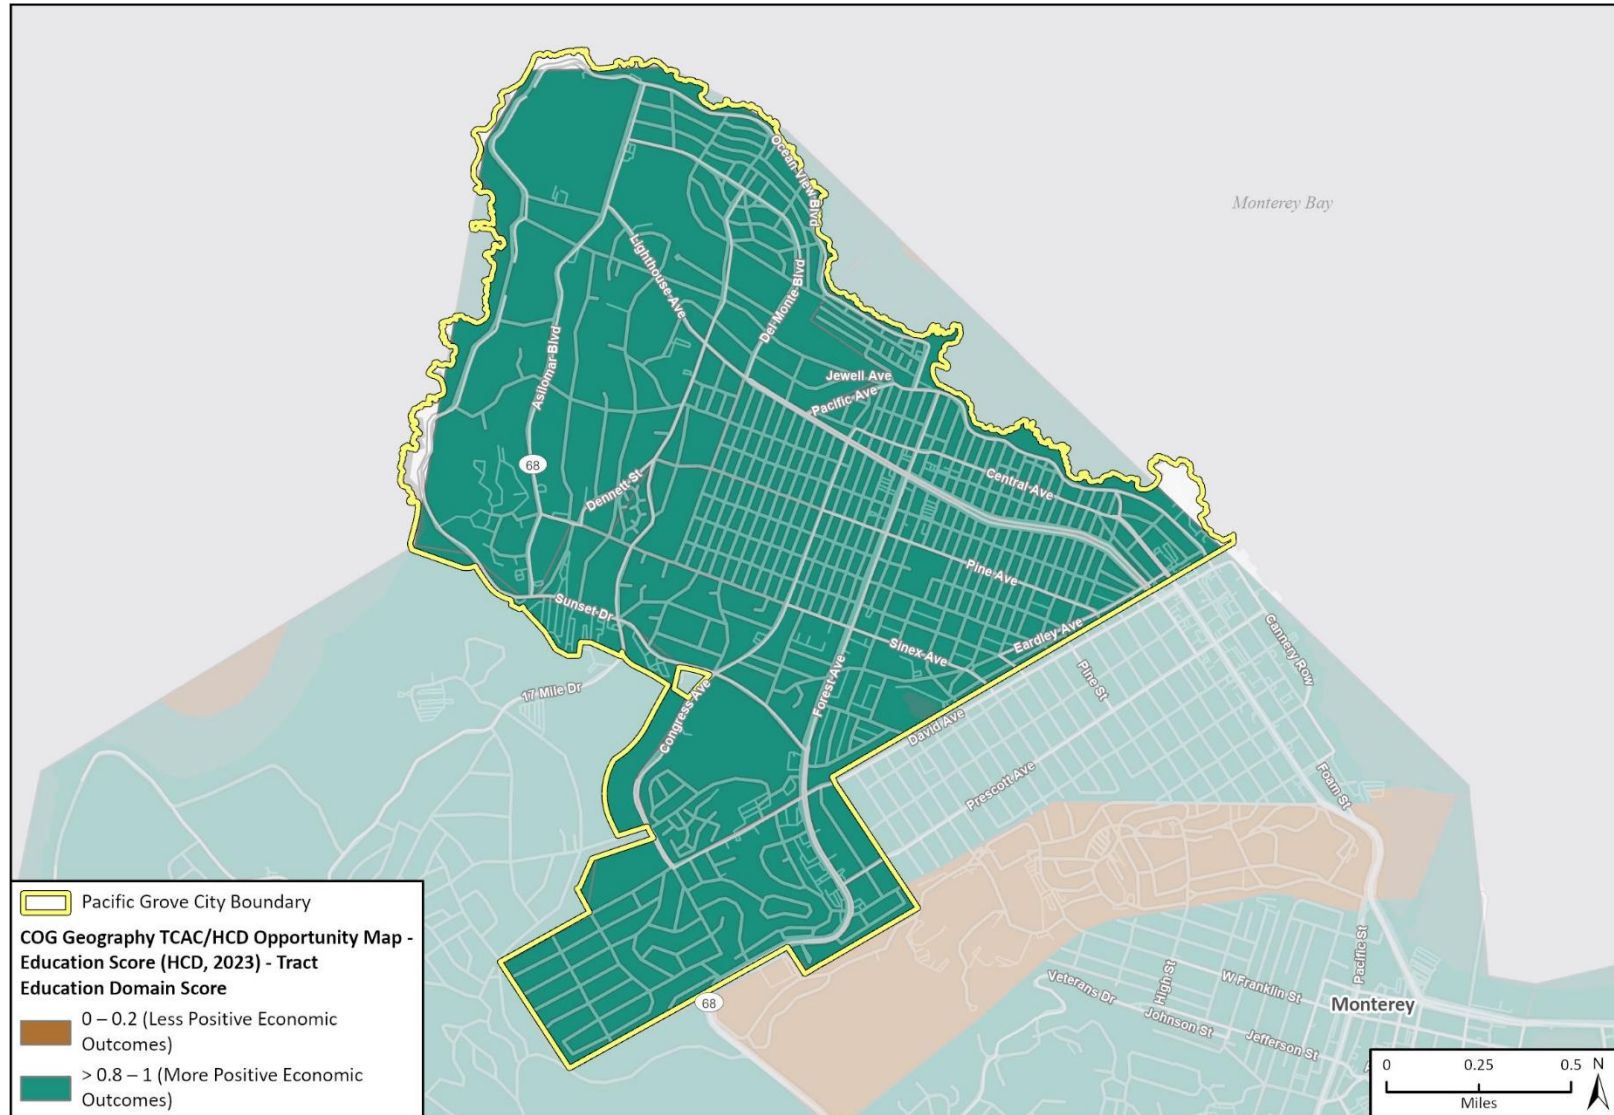 Monterey Bay
Ocean View Blvd
Lighthouse Ave
Del Monte Blvd
Asilomar Blvd
Jewell Ave
Pacific Ave
68
Central Ave
Dennett St
Pine Ave
Sunset Dr
Eardley Ave
Sinex Ave
Cannery Row
Pine St
17 Mile Dr
Forest Ave
Congress Ave
David Ave
Prescott Ave
Foam St
Pacific St
High St
W Franklin St
Veterans Dr
Monterey
68
Johnson St
Jefferson St
Pacific Grove City Boundary
COG Geography TCAC/HCD Opportunity Map -
Education Score (HCD, 2023) - Tract
Education Domain Score
0 – 0.2 (Less Positive Economic
Outcomes)
> 0.8 – 1 (More Positive Economic
Outcomes)
0 0.25 0.5 N
Miles